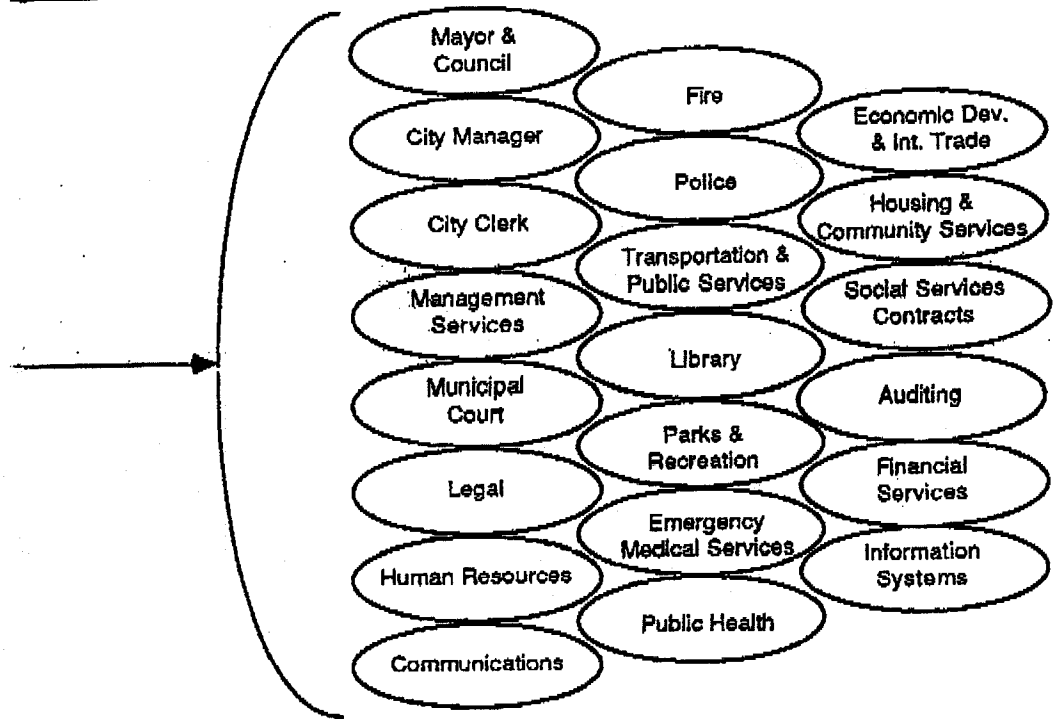 Mayor &
Council
City Manager
City Clerk
Management
Services
Municipal
Court
Legal
Human Resources
Communications
Fire
Police
Transportation &
Public Services
Library
Parks &
Recreation
Emergency
Medical Services
Public Health
Economic Dev.
& Int. Trade
Housing &
Community Services
Social Services
Contracts
Auditing
Financial
Services
Information
Systems